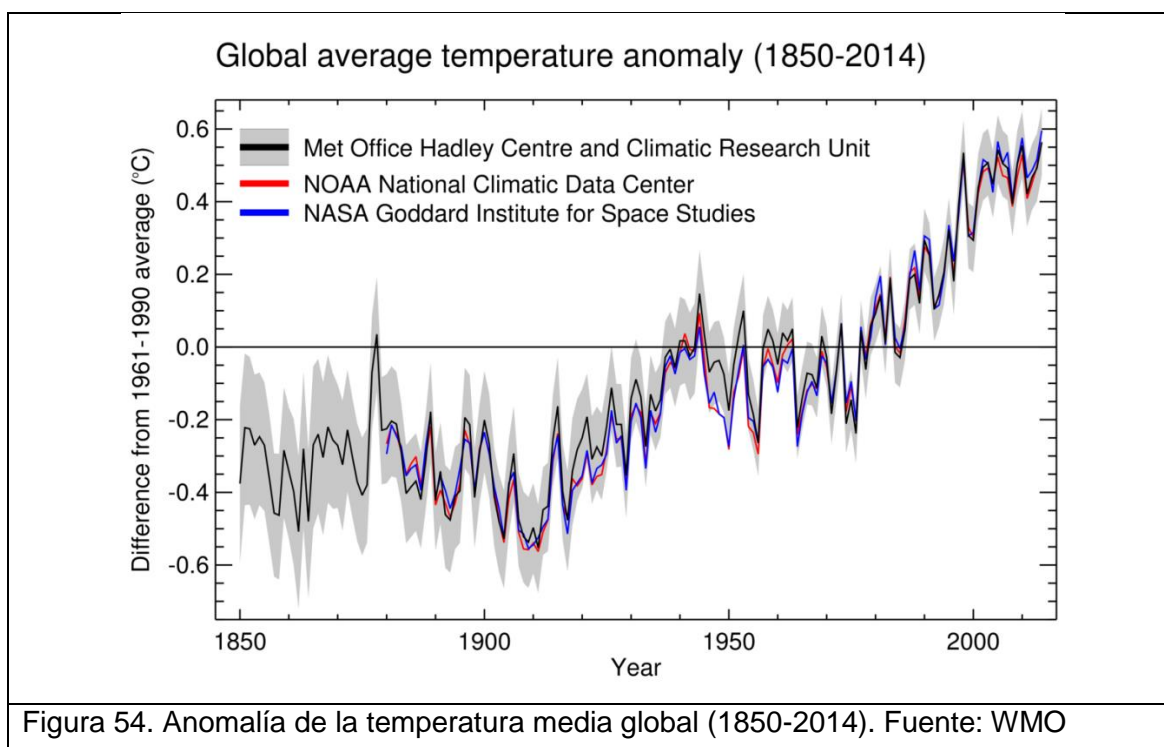 Global average temperature anomaly (1850-2014)
Met Office Hadley Centre and Climatic Research Unit
NOAA National Climatic Data Center
NASA Goddard Institute for Space Studies
Difference from 1961-1990 average (°C)
0.6
0.4
0.2
0.0
-0.2
-0.4
-0.6
1850
1900
1950
2000
Year
Figura 54. Anomalía de la temperatura media global (1850-2014). Fuente: WMO